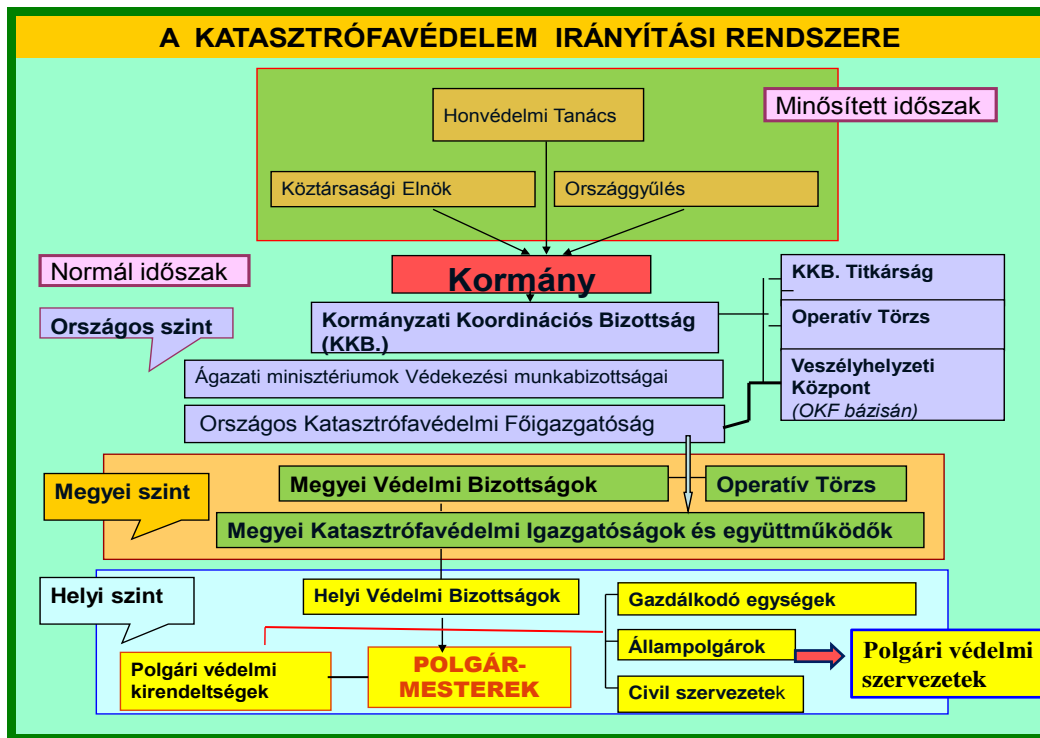 A KATASZTRÓFAVÉDELEM IRÁNYÍTÁSI RENDSZERE
Minősített időszak
Honvédelmi Tanács
Köztársasági Elnök
Országgyűlés
Normál időszak
Kormány
KKB. Titkárság
Országos szint
Kormányzati Koordinációs Bizottság
(KKB.)
Operatív Törzs
Ágazati minisztériumok Védekezési munkabizottságai
Veszélyhelyzeti
Központ
(OKF bázisán)
Országos Katasztrófavédelmi Főigazgatóság
Megyei szint
Megyei Védelmi Bizottságok
Operatív Törzs
Megyei Katasztrófavédelmi Igazgatóságok és együttműködők
Helyi szint
Helyi Védelmi Bizottságok
Gazdálkodó egységek
Állampolgárok
Polgári védelmi
szervezetek
Polgári védelmi
kirendeltségek
POLGÁR-
MESTEREK
Civil szervezetek